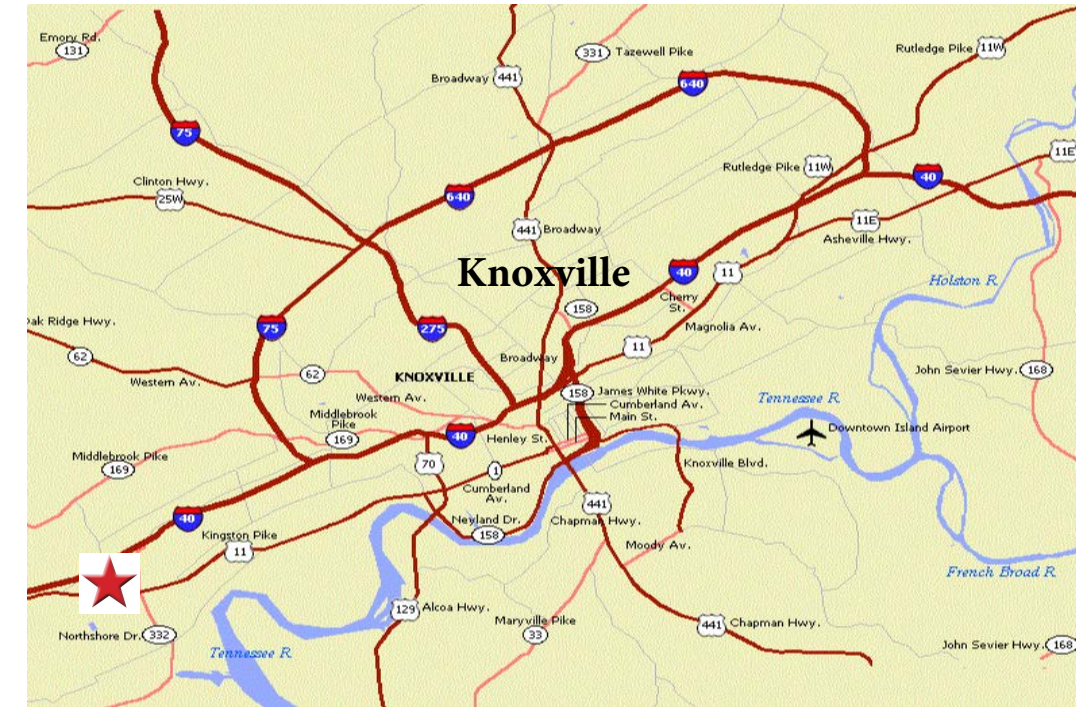 Emory Rd.
131
331 Tazewell Pike
Rutledge Pike 11W
Broadway 441
640
75
Rutledge Pike 11W
11E
40
Clinton Hwy.
25W
640
441 Broadway
11E
Asheville Hwy.
Knoxville
40
11
Holston R.
158
Cherry
St.
Magnolia Av.
Oak Ridge Hwy.
75
275
11
62
Broadway
John Sevier Hwy. 168
Western Av.
62
KNOXVILLE
158 James White Pkwy.
Western Av.
Cumberland Av.
Tennessee R.
Main St.
Middlebrook
Pike
169
40
Henley St.
Downtown Island Airport
Middlebrook Pike
169
70
1
Cumberland
Av.
Knoxville Blvd.
40
441
Neyland Dr.
158
Chapman Hwy.
Kingston Pike
11
Moody Av.
French Broad R.
129 Alcoa Hwy.
Maryville Pike
33
441 Chapman Hwy.
Northshore Dr. 332
Tennessee R.
John Sevier Hwy. 168